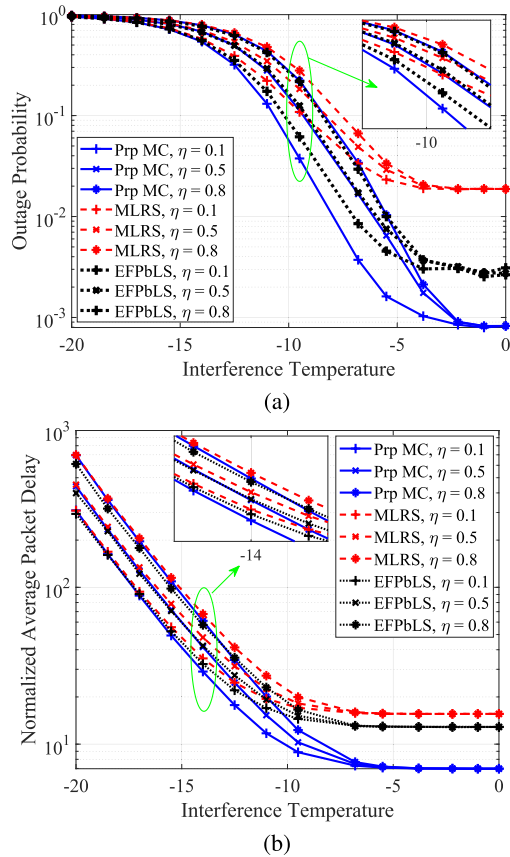 10^0
10^-1
10^-2
10^-3
Outage Probability
-10
Prp MC, η = 0.1
Prp MC, η = 0.5
Prp MC, η = 0.8
MLRS, η = 0.1
MLRS, η = 0.5
MLRS, η = 0.8
EFPbLS, η = 0.1
EFPbLS, η = 0.5
EFPbLS, η = 0.8
-20 -15 -10 -5 0
Interference Temperature
(a)
10^3
10^2
10^1
Normalized Average Packet Delay
-14
Prp MC, η = 0.1
Prp MC, η = 0.5
Prp MC, η = 0.8
MLRS, η = 0.1
MLRS, η = 0.5
MLRS, η = 0.8
EFPbLS, η = 0.1
EFPbLS, η = 0.5
EFPbLS, η = 0.8
-20 -15 -10 -5 0
Interference Temperature
(b)